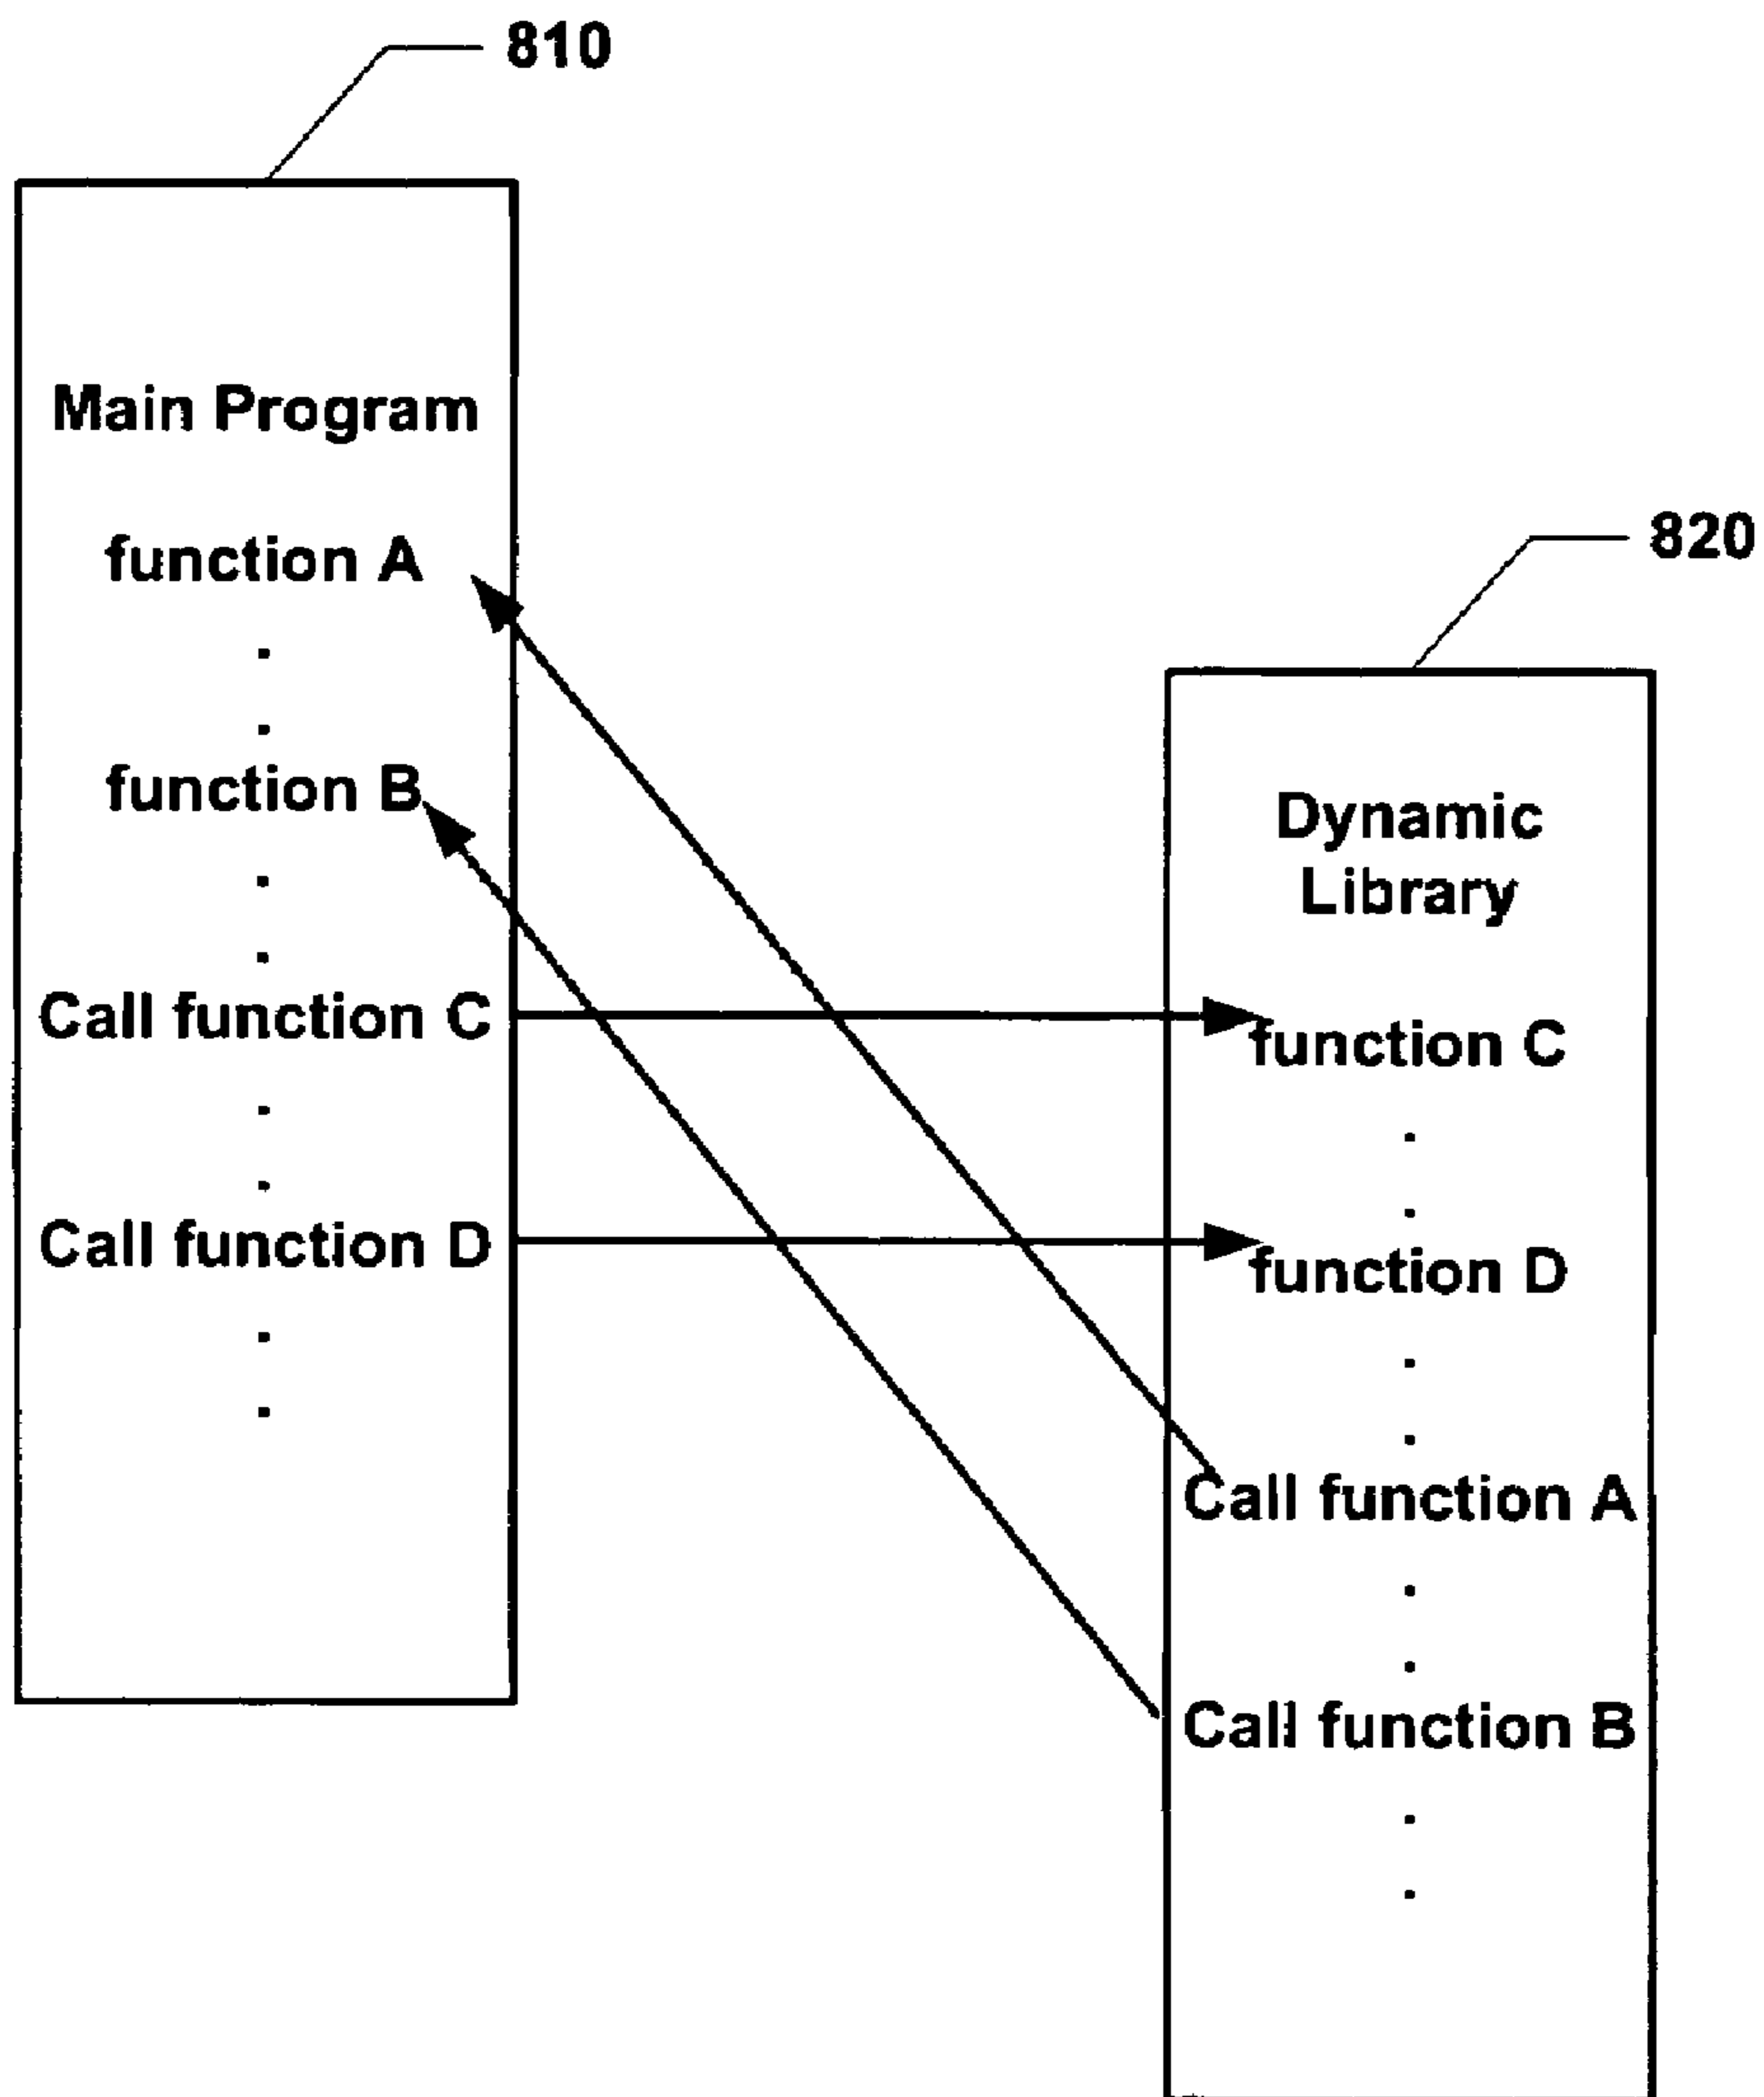 810
Main Program
function A
.
.
function B
.
.
Call function C
.
.
Call function D
.
.
820
Dynamic
Library
function C
.
.
function D
.
.
Call function A
.
.
Call function B
.
.